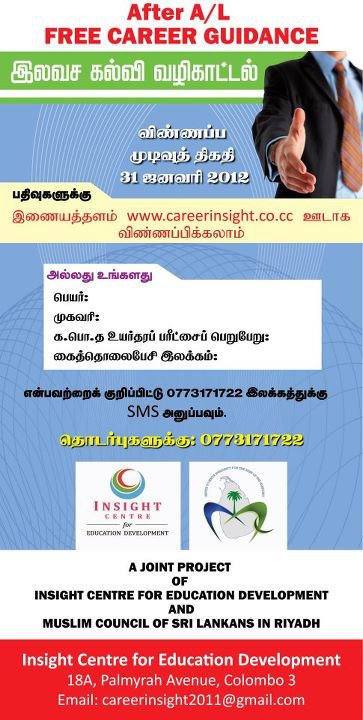 After A/L
FREE CAREER GUIDANCE
இலவச கல்வி வழிகாட்டல்
விண்ணப்ப
முடிவுத் திகதி
31 ஜனவரி 2012
பதிவுகளுக்கு
இணையத்தளம் www.careerinsight.co.cc ஊடாக
விண்ணப்பிக்கலாம்
அல்லது உங்களது
பெயர்:
முகவரி:
க.பொ.த உயர்தரப் பரீட்சைப் பெறுபேறு:
கைத்தொலைபேசி இலக்கம்:
என்பவற்றைக் குறிப்பிட்டு 0773171722 இலக்கத்துக்கு
SMS அனுப்பவும்.
தொடர்புகளுக்கு: 0773171722
INSIGHT
CENTRE
for
EDUCATION DEVELOPMENT
A JOINT PROJECT
OF
INSIGHT CENTRE FOR EDUCATION DEVELOPMENT
AND
MUSLIM COUNCIL OF SRI LANKANS IN RIYADH
Insight Centre for Education Development
18A, Palmyrah Avenue, Colombo 3
Email: careerinsight2011@gmail.com